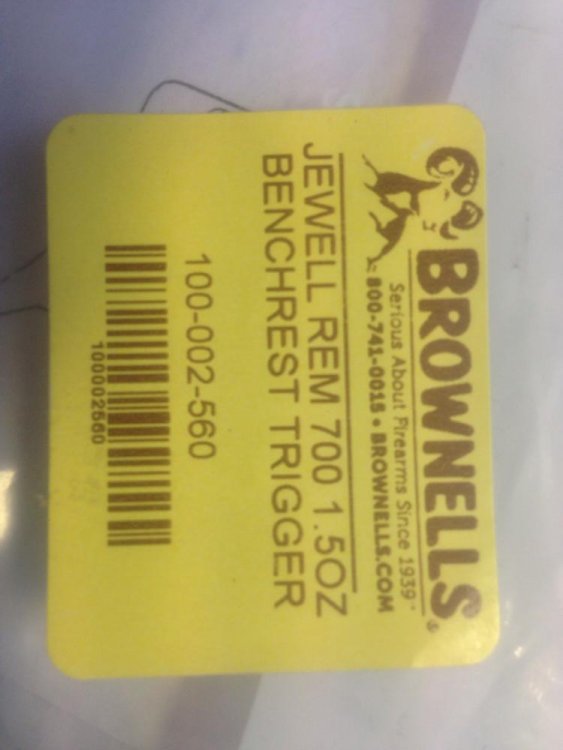 BROWNELLS®
Serious About Firearms Since 1939™
800-741-0015 • BROWNELLS.COM
JEWELL REM 700 1.5OZ
BENCHREST TRIGGER
100-002-560
100002560